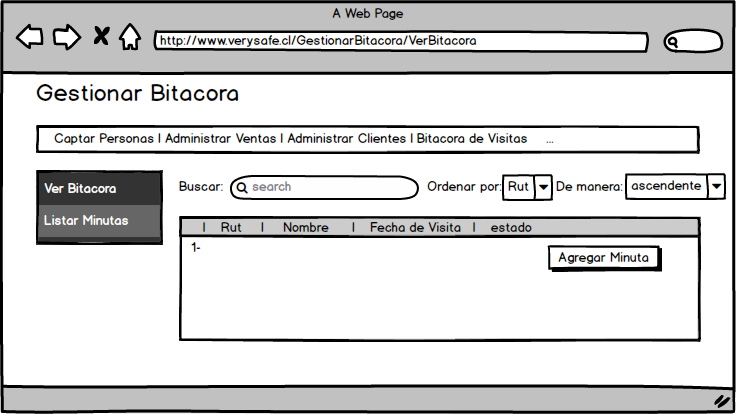 A Web Page
http://www.verysafe.cl/GestionarBitacora/VerBitacora
Gestionar Bitacora
Captar Personas | Administrar Ventas | Administrar Clientes | Bitacora de Visitas ...
Ver Bitacora
Listar Minutas
Buscar: search Ordenar por: Rut De manera: ascendente
| Rut | Nombre | Fecha de Visita | estado
1-
Agregar Minuta